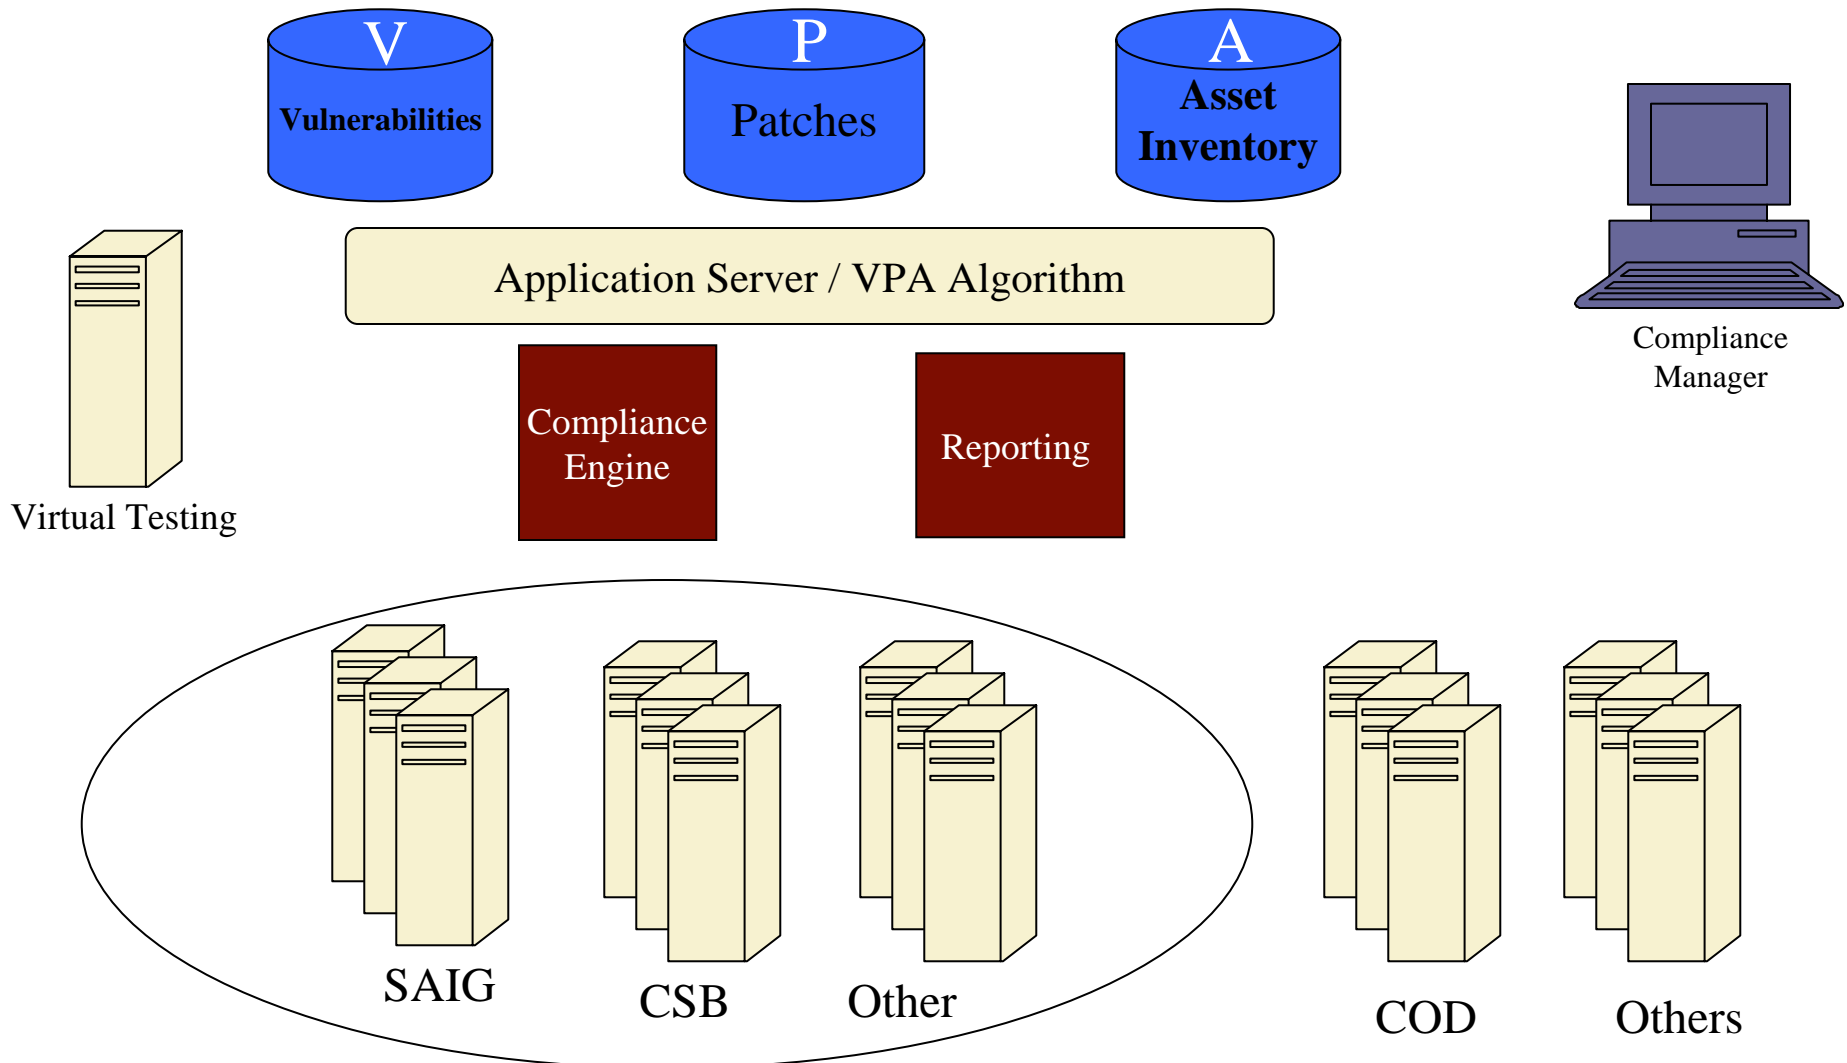 V
Vulnerabilities
P
Patches
A
Asset
Inventory
Application Server / VPA Algorithm
Compliance
Manager
Compliance
Engine
Reporting
Virtual Testing
SAIG
CSB
Other
COD
Others